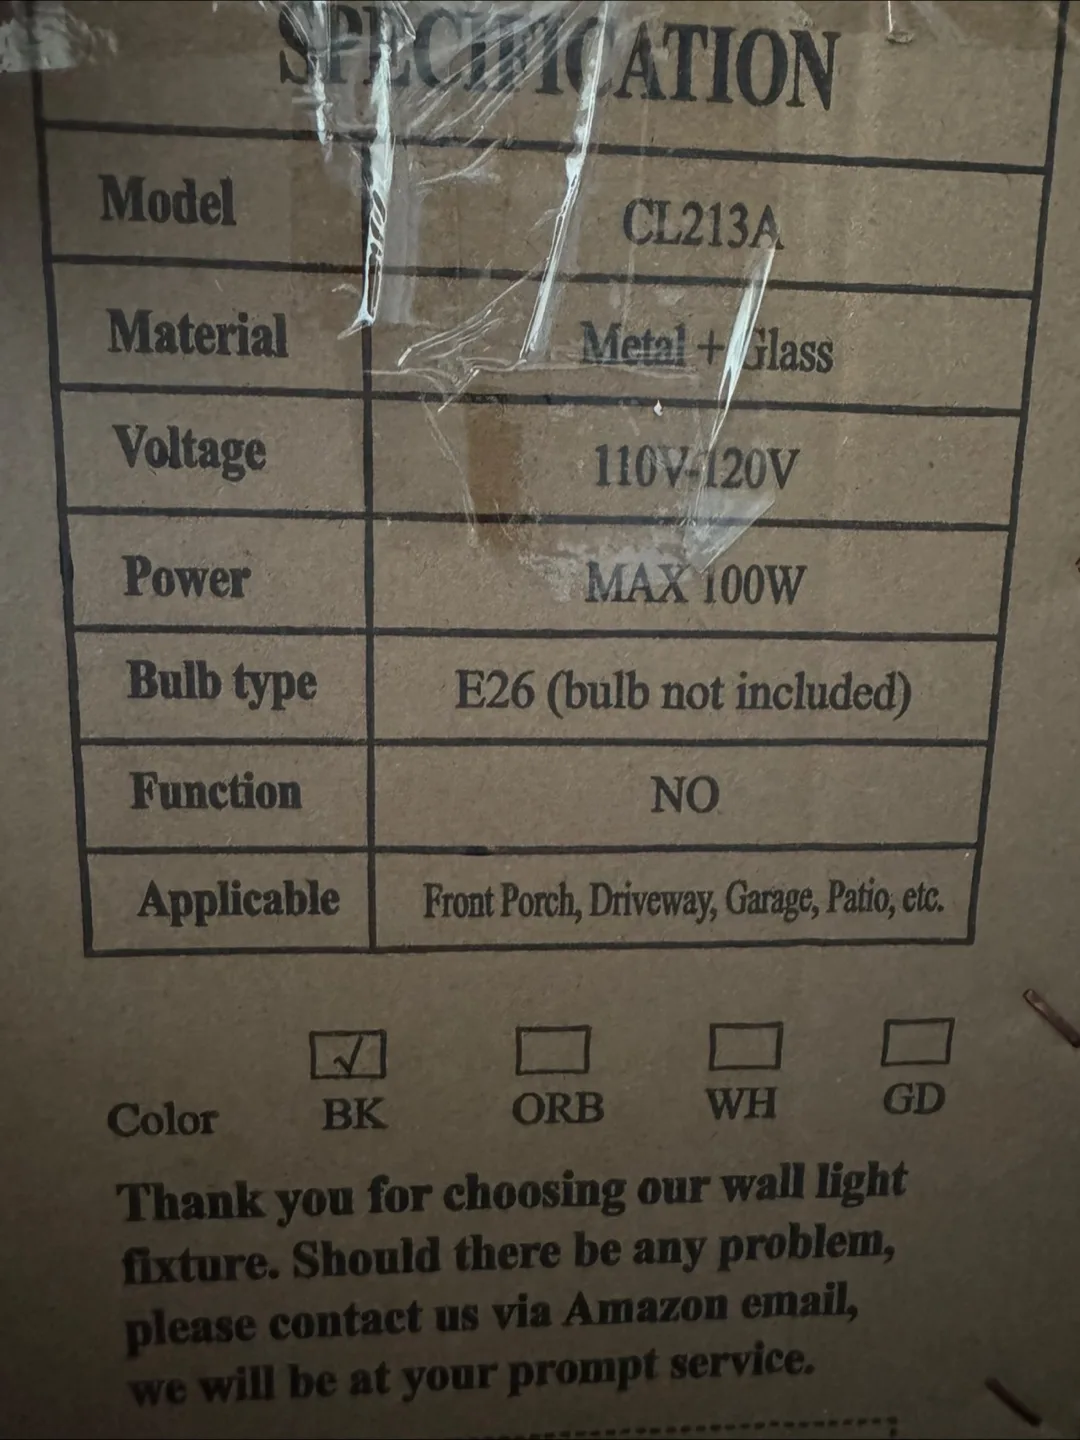 SPECIFICATION
Model CL213A
Material Metal + Glass
Voltage 110V-120V
Power MAX 100W
Bulb type E26 (bulb not included)
Function NO
Applicable Front Porch, Driveway, Garage, Patio, etc.
√
Color BK ORB WH GD
Thank you for choosing our wall light
fixture. Should there be any problem,
please contact us via Amazon email,
we will be at your prompt service.